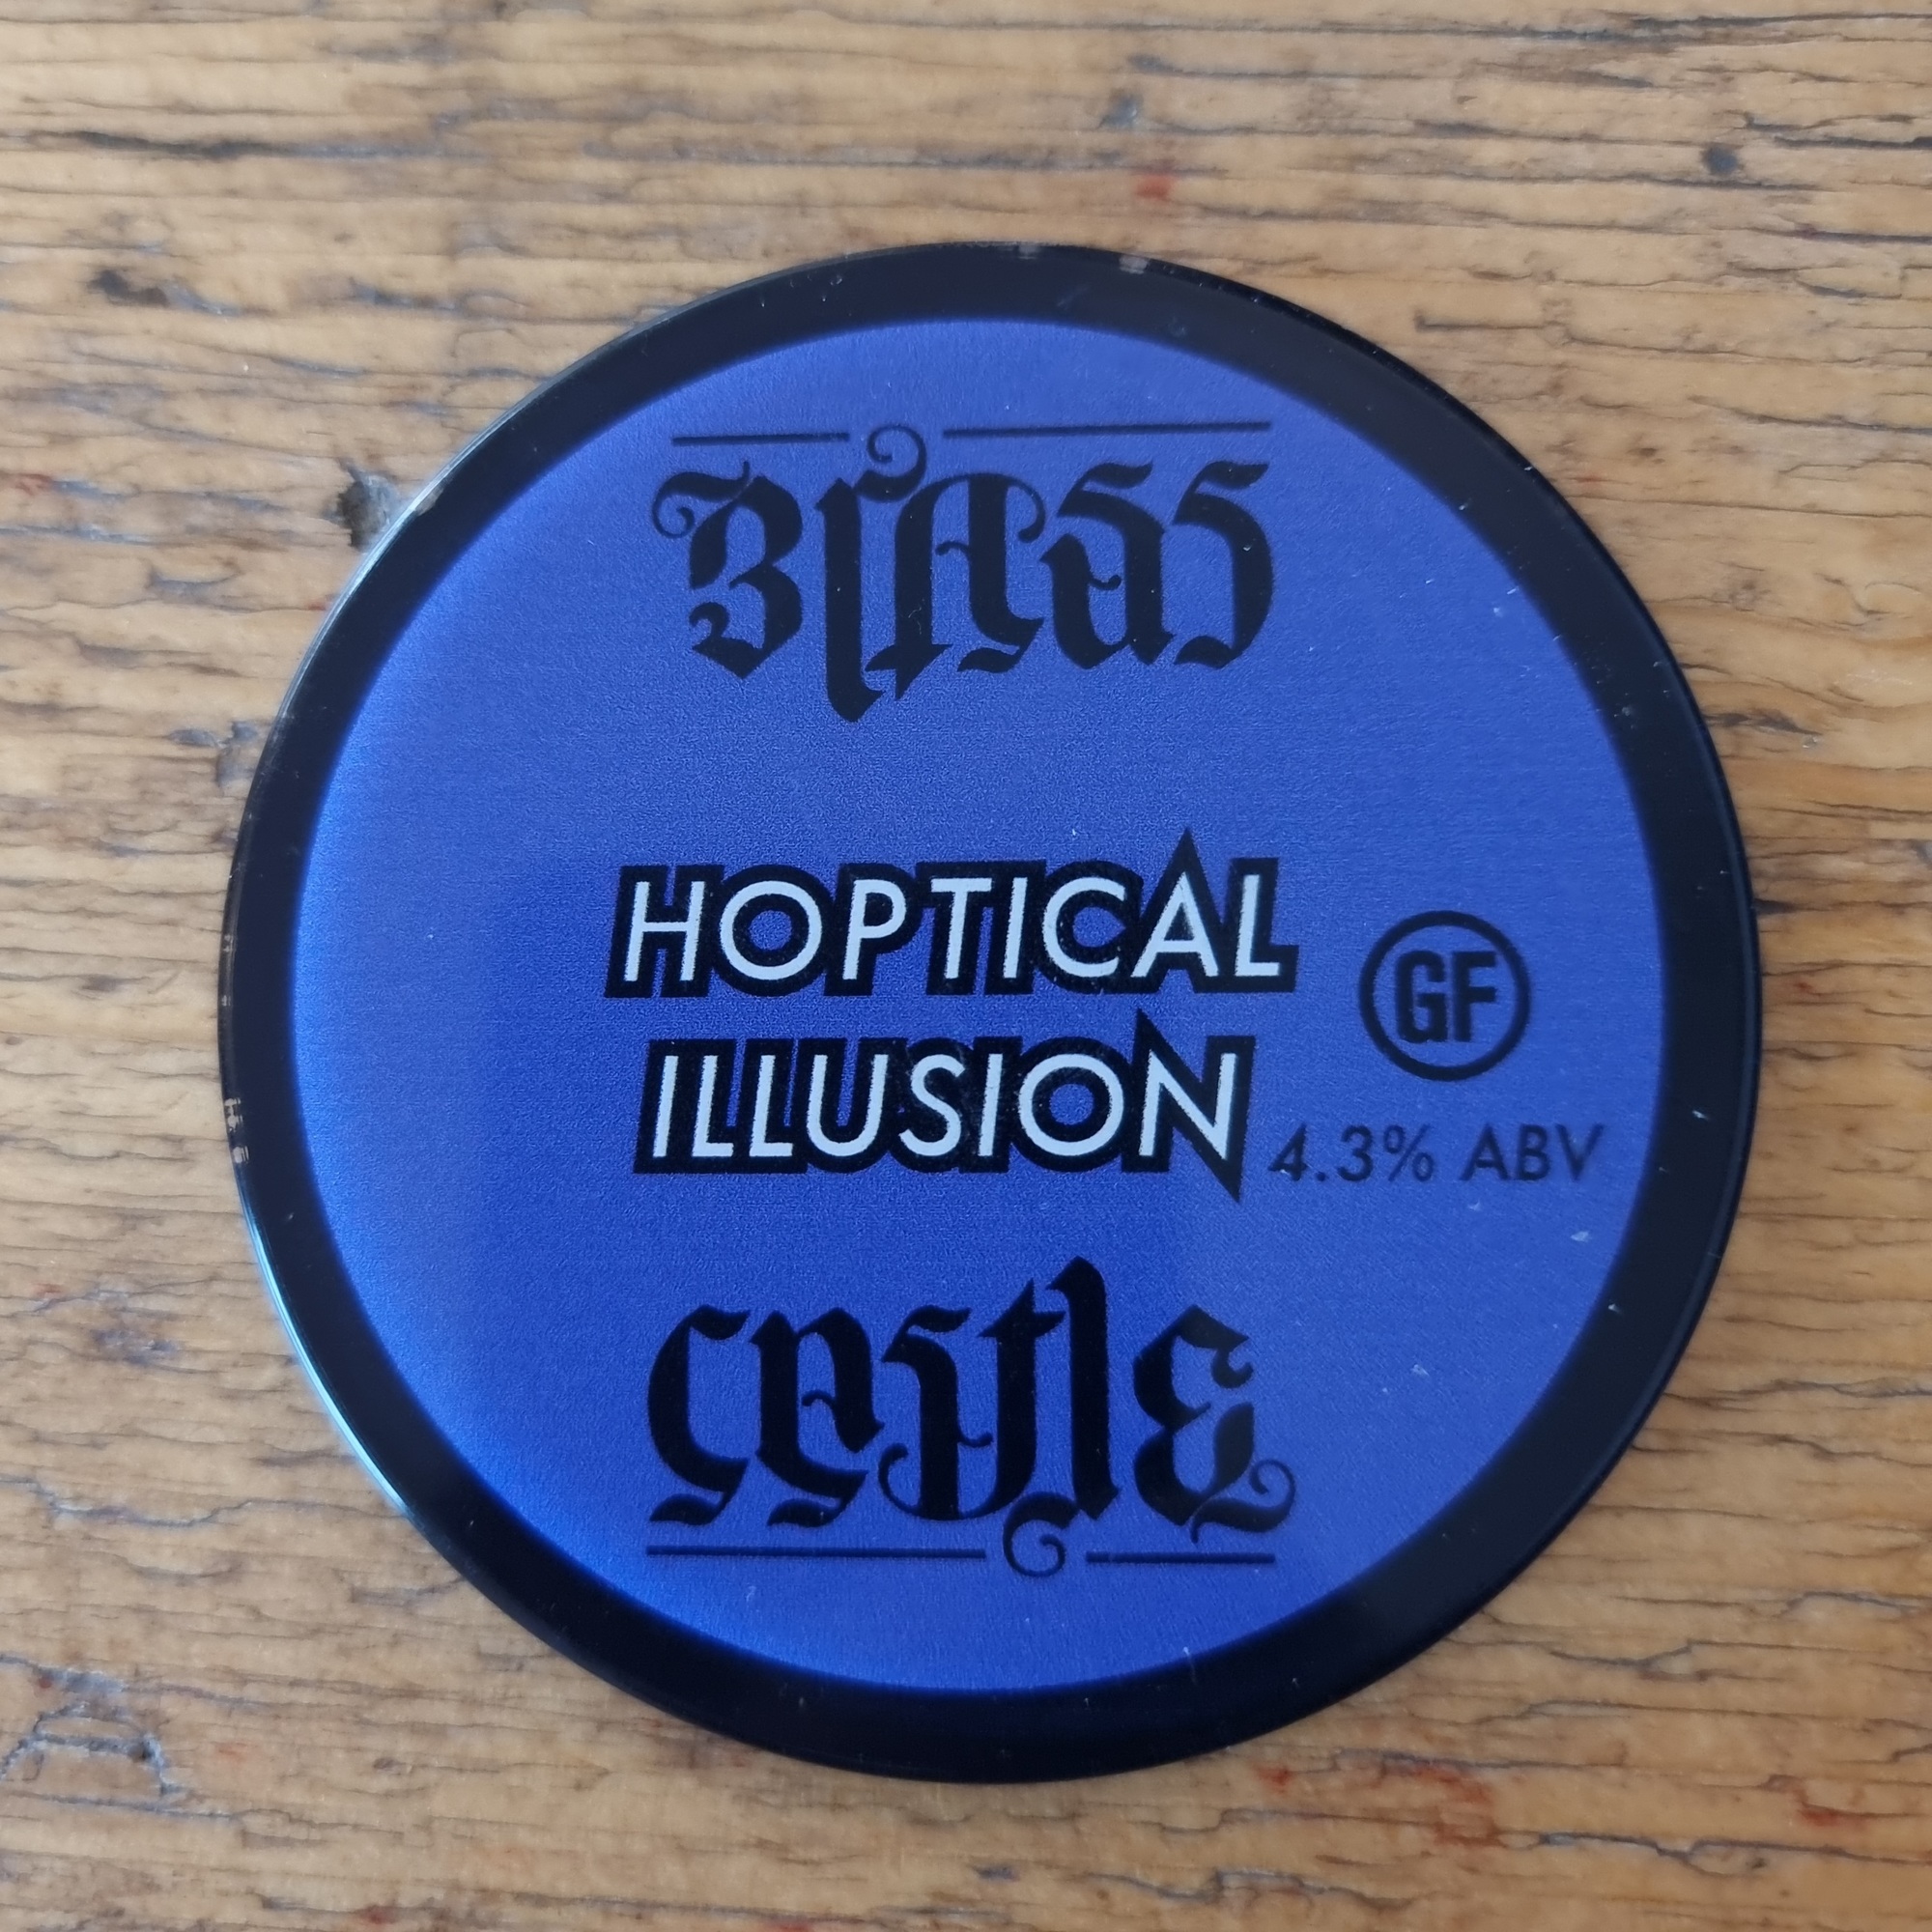 Brass
HOPTICAL
ILLUSION
GF
4.3% ABV
castle